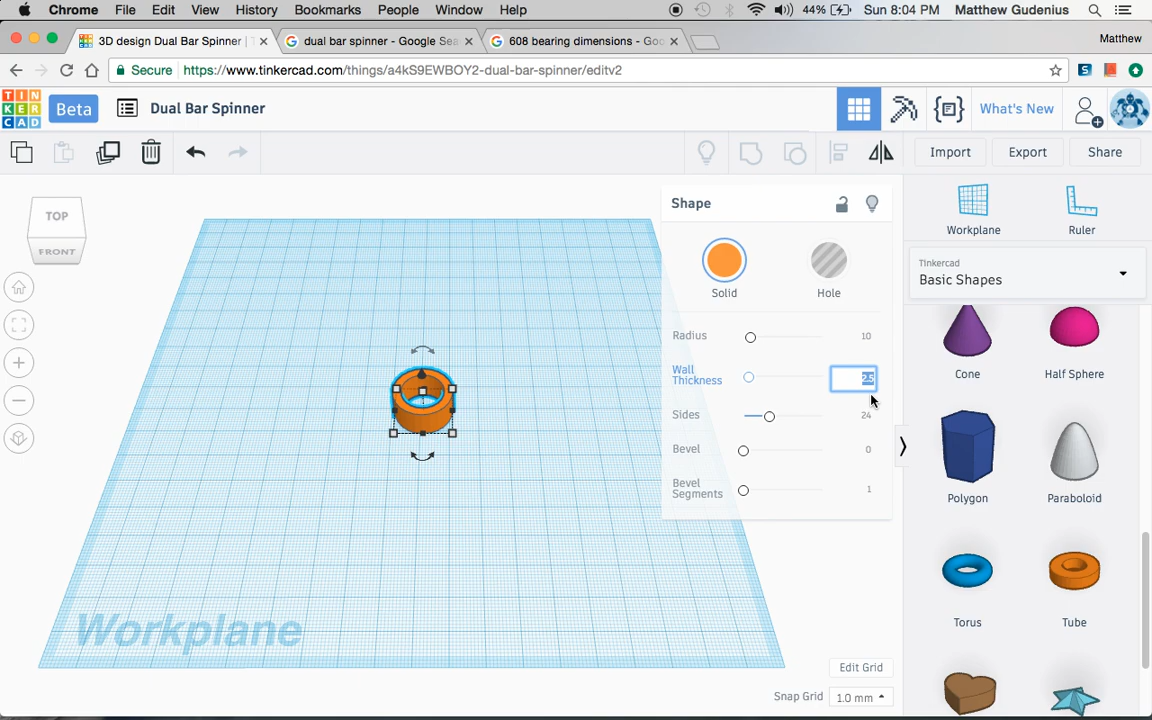 Chrome File Edit View History Bookmarks People Window Help 44% Sun 8:04 PM Matthew Gudenius
3D design Dual Bar Spinner | T dual bar spinner - Google Sea 608 bearing dimensions - Goo Matthew
Secure https://www.tinkercad.com/things/a4kS9EWBOY2-dual-bar-spinner/editv2
TIN
KER
CAD
Beta Dual Bar Spinner What's New
Import Export Share
TOP
FRONT
Shape
Solid Hole
Radius 10
Wall
Thickness 2.5
Sides 24
Bevel 0
Bevel
Segments 1
Workplane Ruler
Tinkercad
Basic Shapes
Cone Half Sphere
Polygon Paraboloid
Torus Tube
Workplane
Edit Grid
Snap Grid 1.0 mm